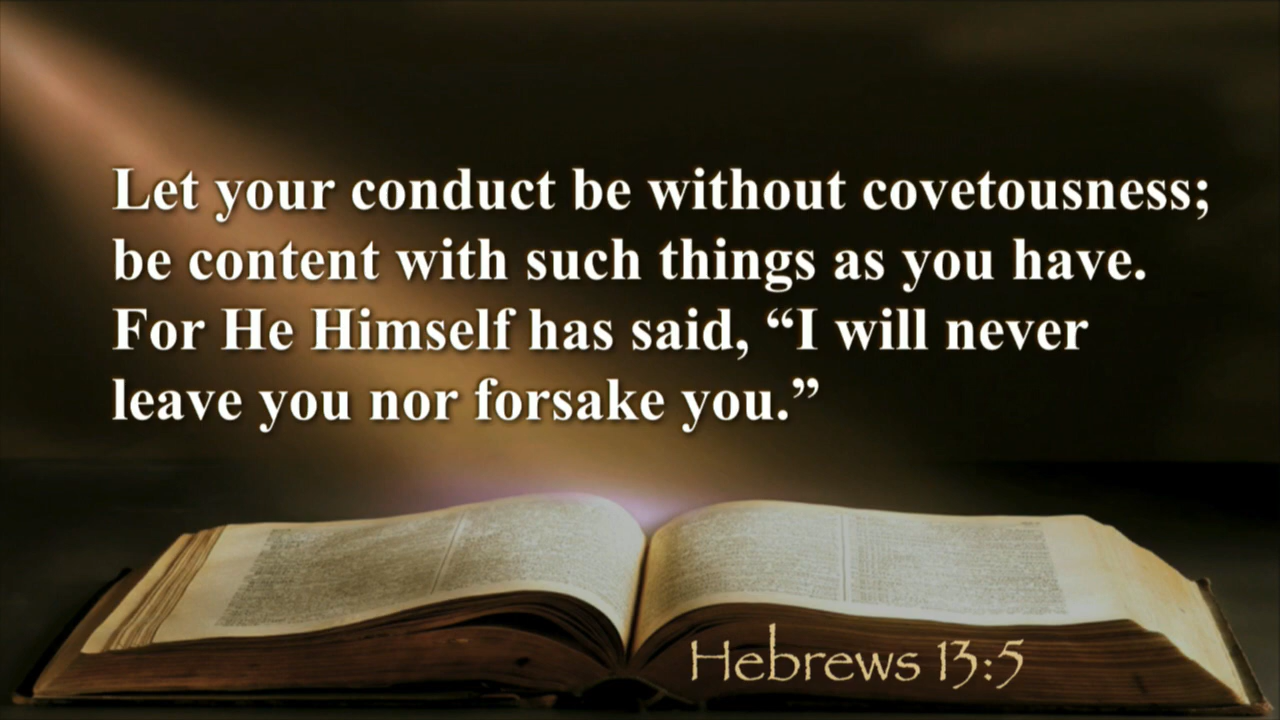 Let your conduct be without covetousness;
be content with such things as you have.
For He Himself has said, “I will never
leave you nor forsake you.”
Hebrews 13:5